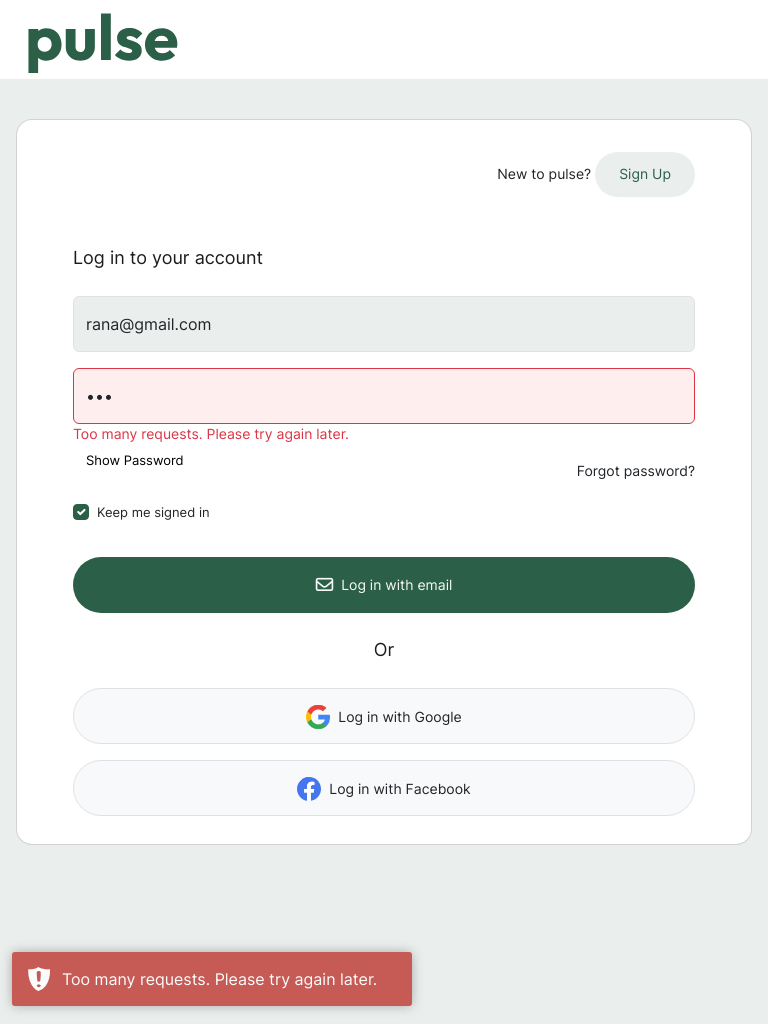 pulse
New to pulse? Sign Up
Log in to your account
rana@gmail.com
•••
Too many requests. Please try again later.
Show Password
Forgot password?
Keep me signed in
Log in with email
Or
Log in with Google
Log in with Facebook
Too many requests. Please try again later.